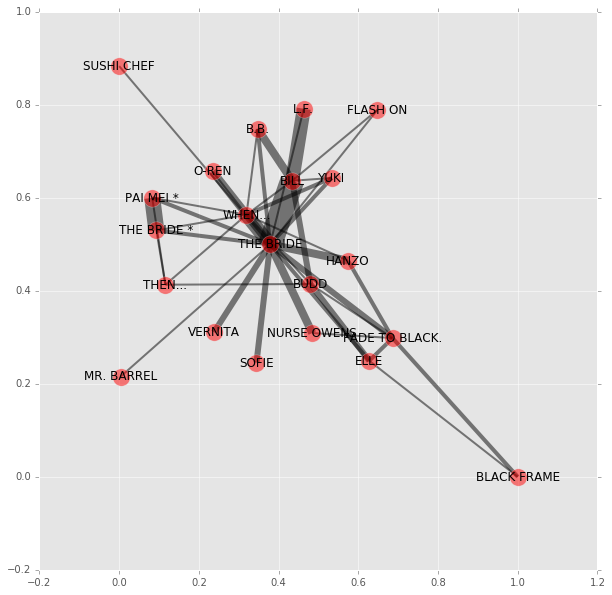 1.0
SUSHI CHEF
0.8
L.F.
FLASH ON
B.B.
O-REN
BILL
YUKI
0.6
PAI MEI *
WHEN...
THE BRIDE *
THE BRIDE
HANZO
0.4
THEN...
BUDD
VERNITA
NURSE OWENS
FADE TO BLACK.
SOFIE
ELLE
MR. BARREL
0.2
0.0
BLACK FRAME
−0.2
−0.2 0.0 0.2 0.4 0.6 0.8 1.0 1.2